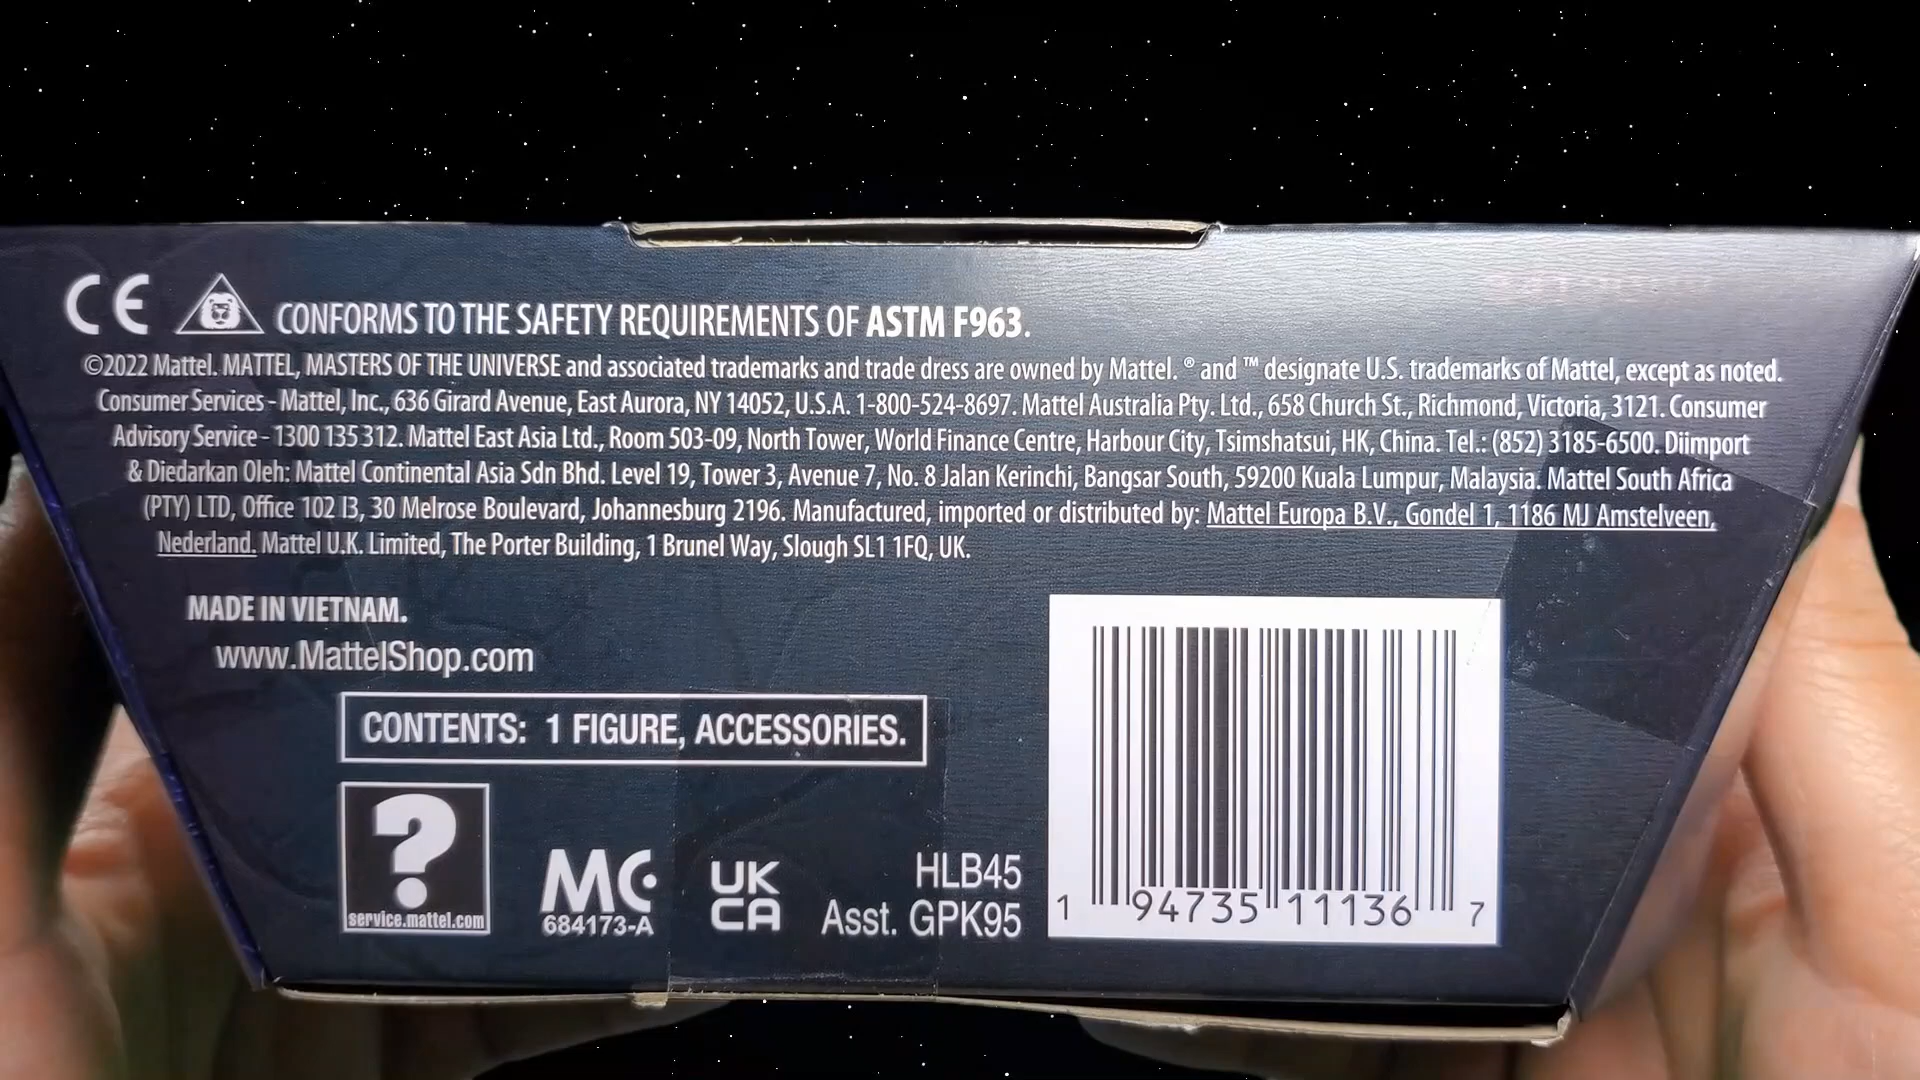 CE CONFORMS TO THE SAFETY REQUIREMENTS OF ASTM F963.
©2022 Mattel. MATTEL, MASTERS OF THE UNIVERSE and associated trademarks and trade dress are owned by Mattel. ® and ™ designate U.S. trademarks of Mattel, except as noted.
Consumer Services - Mattel, Inc., 636 Girard Avenue, East Aurora, NY 14052, U.S.A. 1-800-524-8697. Mattel Australia Pty. Ltd., 658 Church St., Richmond, Victoria, 3121. Consumer
Advisory Service - 1300 135 312. Mattel East Asia Ltd., Room 503-09, North Tower, World Finance Centre, Harbour City, Tsimshatsui, HK, China. Tel.: (852) 3185-6500. Diimport
& Diedarkan Oleh: Mattel Continental Asia Sdn Bhd. Level 19, Tower 3, Avenue 7, No. 8 Jalan Kerinchi, Bangsar South, 59200 Kuala Lumpur, Malaysia. Mattel South Africa
(PTY) LTD, Office 102 I3, 30 Melrose Boulevard, Johannesburg 2196. Manufactured, imported or distributed by: Mattel Europa B.V., Gondel 1, 1186 MJ Amstelveen,
Nederland. Mattel U.K. Limited, The Porter Building, 1 Brunel Way, Slough SL1 1FQ, UK.
MADE IN VIETNAM.
www.MattelShop.com
CONTENTS: 1 FIGURE, ACCESSORIES.
?
service.mattel.com
MC
684173-A
UK
CA
HLB45
Asst. GPK95
1 94735 11136 7